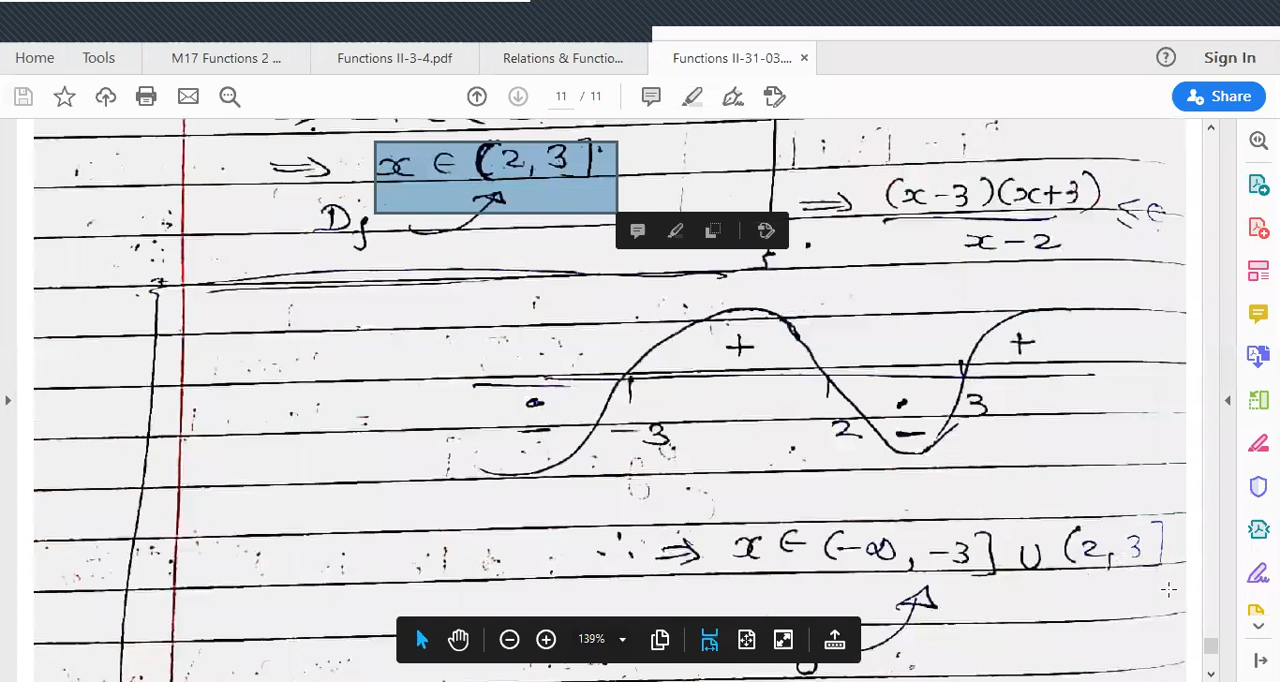 Home Tools M17 Functions 2 ... Functions II-3-4.pdf Relations & Functio... Functions II-31-03.... × Sign In
11 / 11 Share
⇒ x ∈ (2, 3]
Df
⇒ (x-3)(x+3)
x-2
+ +
-3 2 3
- -
∴ ⇒ x ∈ (-∞, -3] ∪ (2, 3]
139%